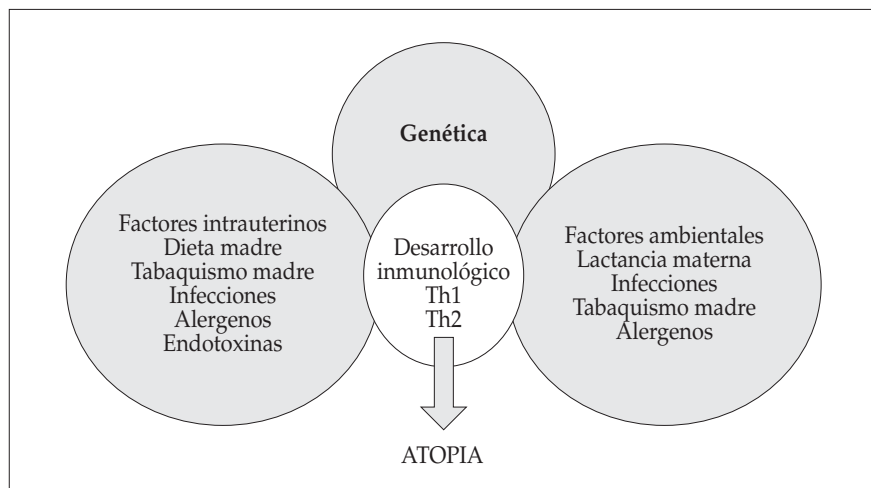 Genética
Factores intrauterinos
Dieta madre
Tabaquismo madre
Infecciones
Alergenos
Endotoxinas
Desarrollo
inmunológico
Th1
Th2
Factores ambientales
Lactancia materna
Infecciones
Tabaquismo madre
Alergenos
ATOPIA